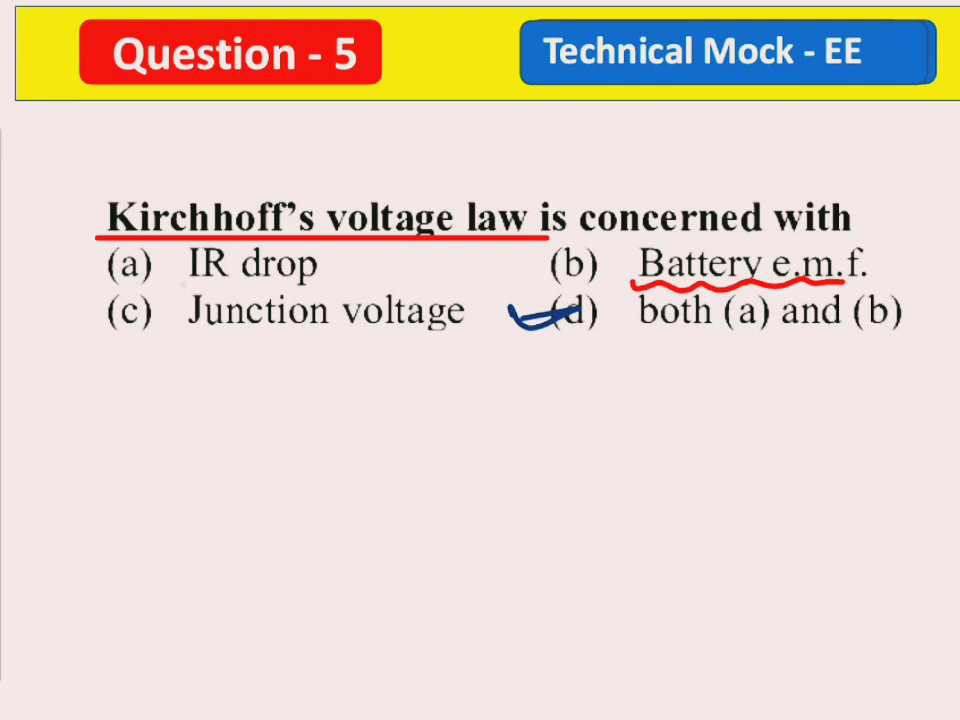 Question - 5
Technical Mock - EE
Kirchhoff's voltage law is concerned with
(a) IR drop (b) Battery e.m.f.
(c) Junction voltage (d) both (a) and (b)